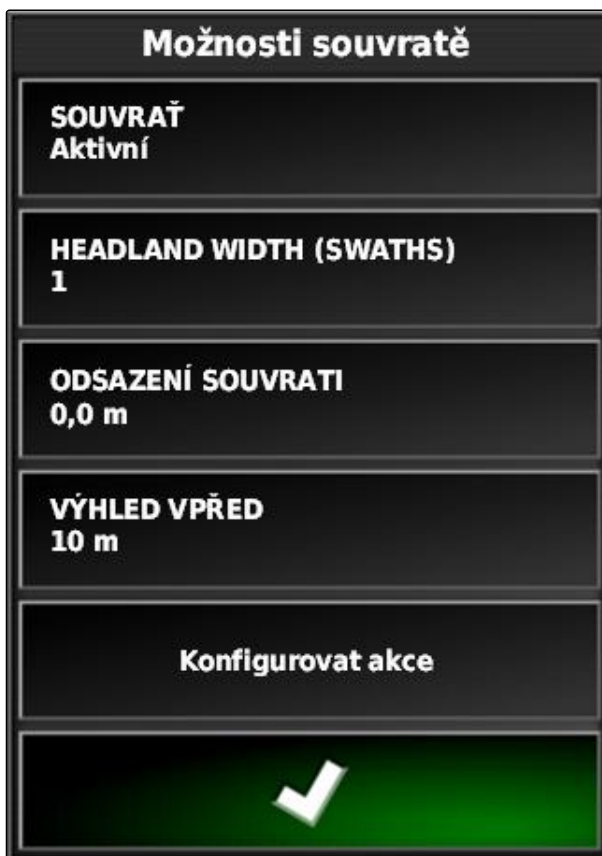 Možnosti souvratě
SOUVRAŤ
Aktivní
HEADLAND WIDTH (SWATHS)
1
ODSAZENÍ SOUVRATI
0,0 m
VÝHLED VPŘED
10 m
Konfigurovat akce